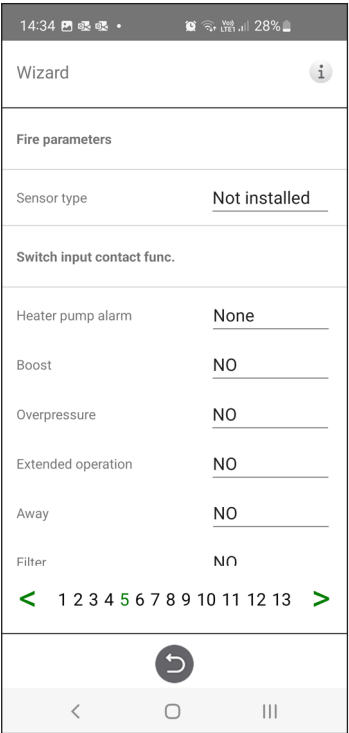 14:34 Vo)) LTE1 28%
Wizard i
Fire parameters
Sensor type Not installed
Switch input contact func.
Heater pump alarm None
Boost NO
Overpressure NO
Extended operation NO
Away NO
Filter NO
< 1 2 3 4 5 6 7 8 9 10 11 12 13 >